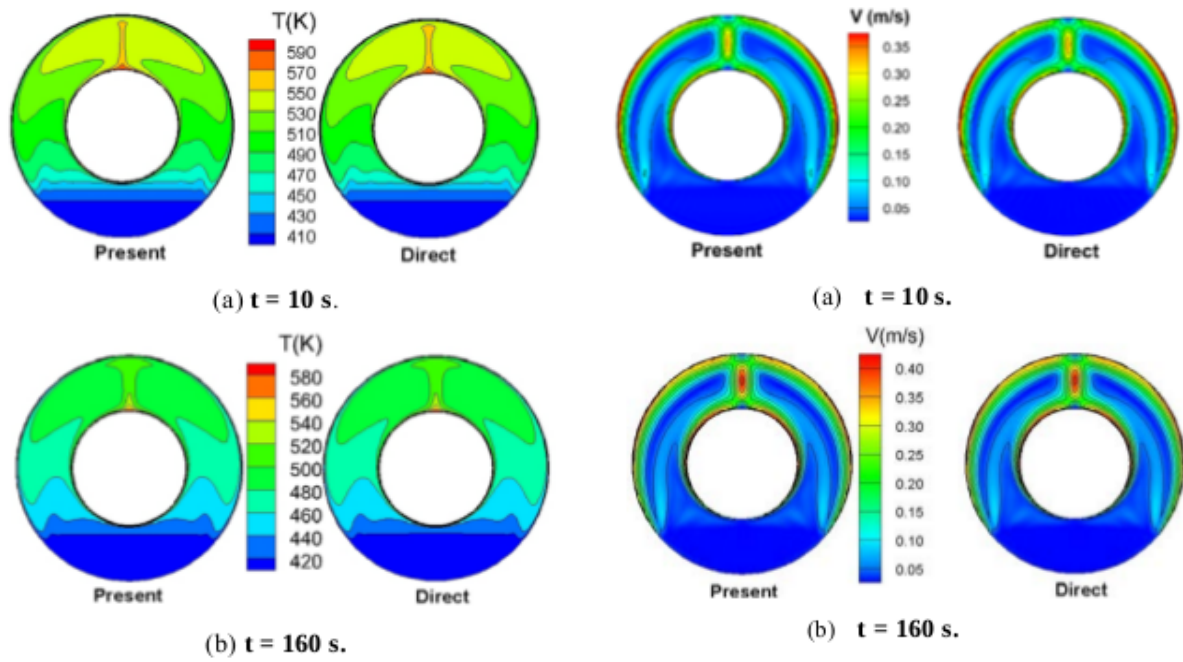 T(K)
590
570
550
530
510
490
470
450
430
410
Present
Direct
(a) t = 10 s.
V (m/s)
0.35
0.30
0.25
0.20
0.15
0.10
0.05
Present
Direct
(a) t = 10 s.
T(K)
580
560
540
520
500
480
460
440
420
Present
Direct
(b) t = 160 s.
V(m/s)
0.40
0.35
0.30
0.25
0.20
0.15
0.10
0.05
Present
Direct
(b) t = 160 s.